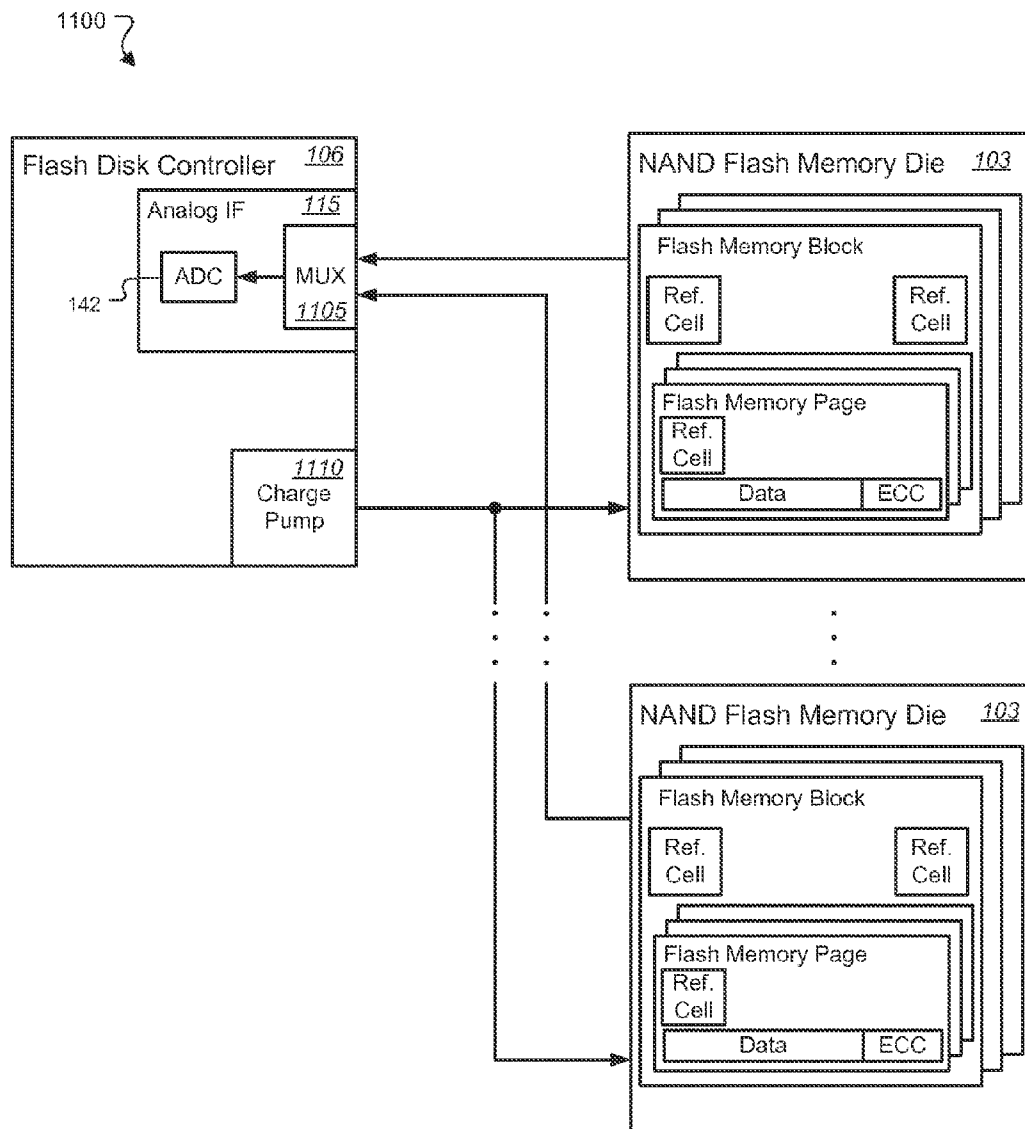 1100
Flash Disk Controller 106
Analog IF 115
ADC
MUX
1105
142
1110
Charge
Pump
NAND Flash Memory Die 103
Flash Memory Block
Ref.
Cell
Ref.
Cell
Flash Memory Page
Ref.
Cell
Data ECC
NAND Flash Memory Die 103
Flash Memory Block
Ref.
Cell
Ref.
Cell
Flash Memory Page
Ref.
Cell
Data ECC